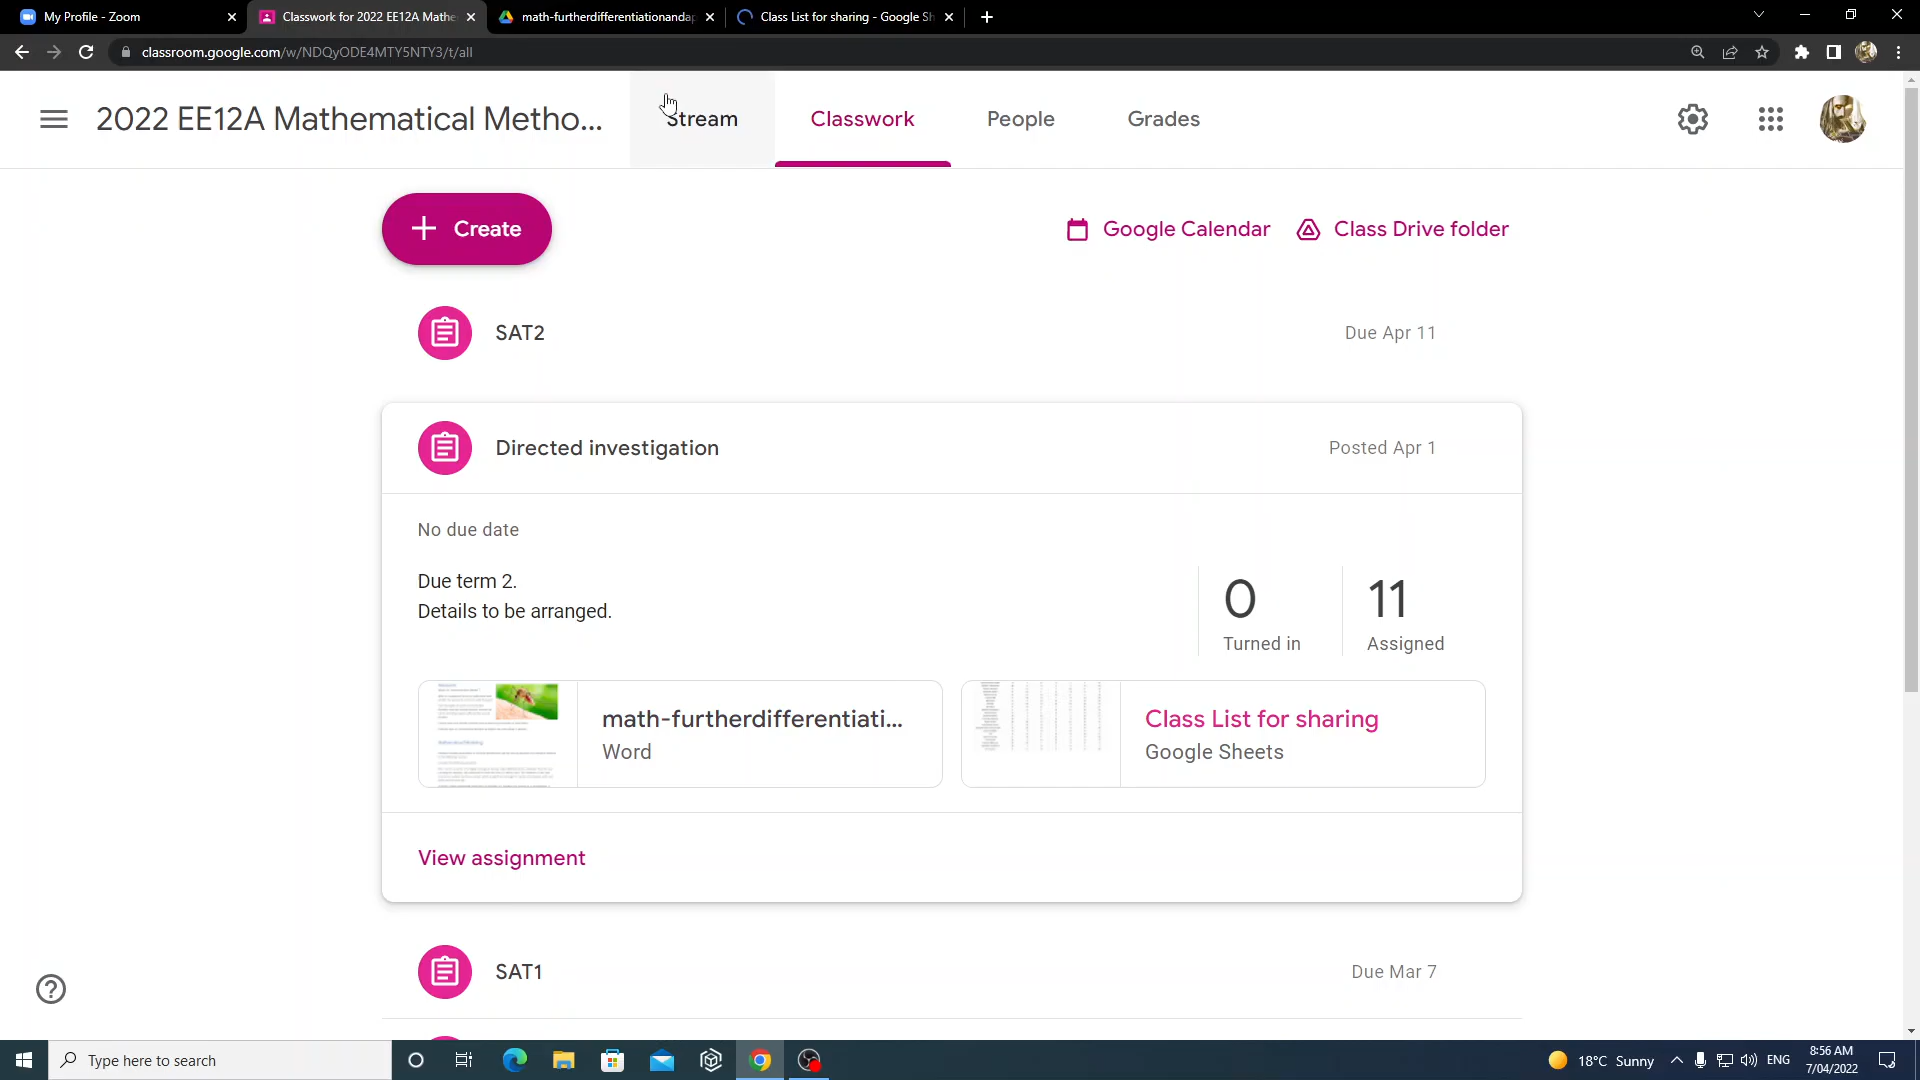 My Profile - Zoom
Classwork for 2022 EE12A Mathe
math-furtherdifferentiationandap
Class List for sharing - Google Sh
classroom.google.com/w/NDQyODE4MTY5NTY3/t/all
2022 EE12A Mathematical Metho...
Stream
Classwork
People
Grades
Create
Google Calendar
Class Drive folder
SAT2
Due Apr 11
Directed investigation
Posted Apr 1
No due date
Due term 2.
Details to be arranged.
0
Turned in
11
Assigned
math-furtherdifferentiati...
Word
Class List for sharing
Google Sheets
View assignment
SAT1
Due Mar 7
Type here to search
18°C Sunny
ENG
8:56 AM
7/04/2022